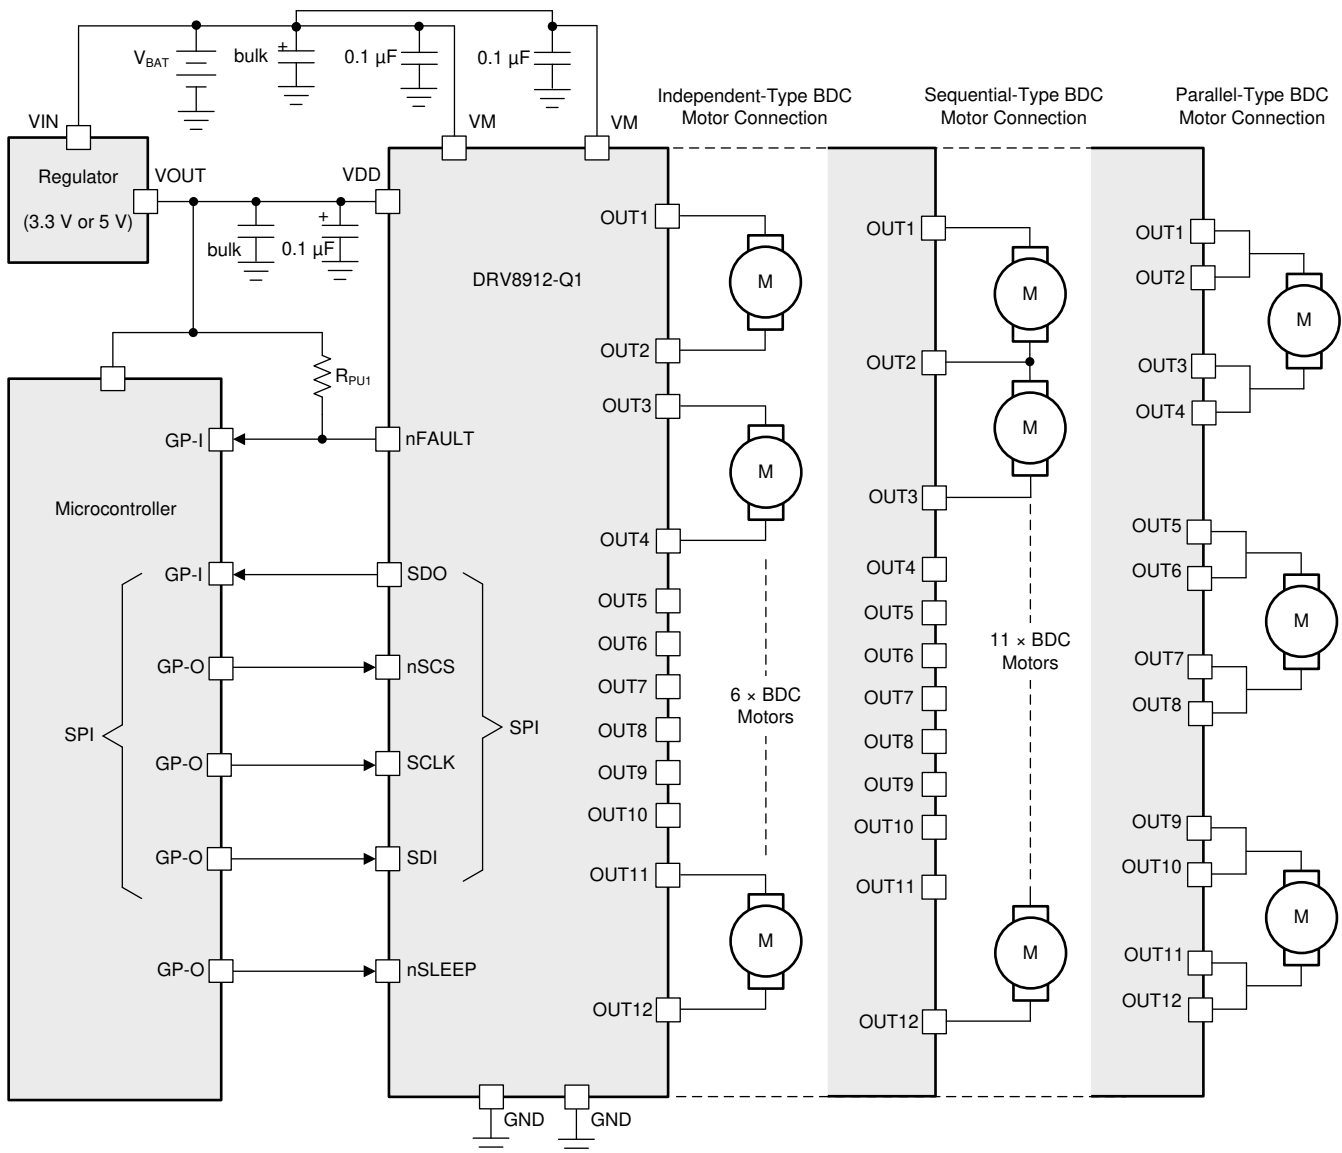 V_BAT
bulk
+
0.1 µF
0.1 µF
Independent-Type BDC
Motor Connection
Sequential-Type BDC
Motor Connection
Parallel-Type BDC
Motor Connection
VIN
VM
VM
Regulator
(3.3 V or 5 V)
VOUT
VDD
bulk
0.1 µF
+
DRV8912-Q1
R_PU1
Microcontroller
GP-I
GP-I
GP-O
GP-O
GP-O
GP-O
SPI
nFAULT
SDO
nSCS
SCLK
SDI
nSLEEP
SPI
GND
GND
OUT1
OUT2
OUT3
OUT4
OUT5
OUT6
OUT7
OUT8
OUT9
OUT10
OUT11
OUT12
M
M
6 × BDC
Motors
M
OUT1
OUT2
OUT3
OUT4
OUT5
OUT6
OUT7
OUT8
OUT9
OUT10
OUT11
OUT12
M
M
11 × BDC
Motors
M
OUT1
OUT2
OUT3
OUT4
OUT5
OUT6
OUT7
OUT8
OUT9
OUT10
OUT11
OUT12
M
M
M